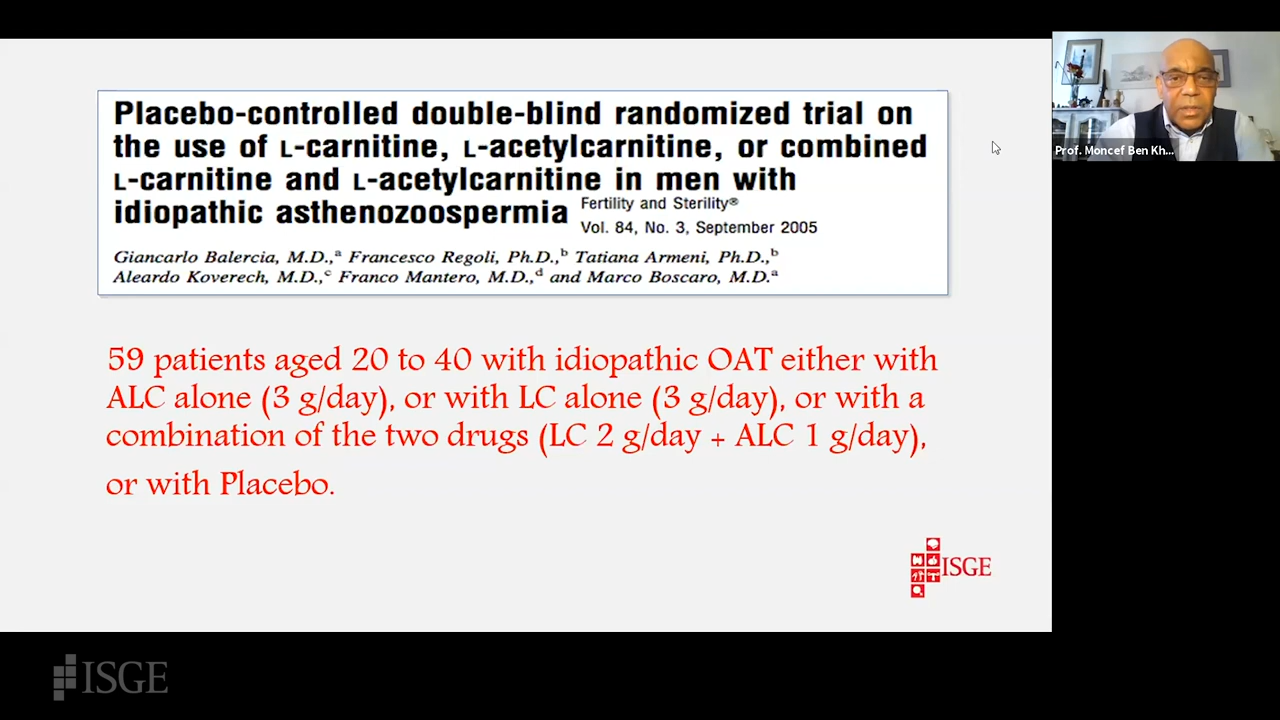 Placebo-controlled double-blind randomized trial on
the use of L-carnitine, L-acetylcarnitine, or combined
L-carnitine and L-acetylcarnitine in men with
idiopathic asthenozoospermia
Fertility and Sterility®
Vol. 84, No. 3, September 2005
Giancarlo Balercia, M.D.,ᵃ Francesco Regoli, Ph.D.,ᵇ Tatiana Armeni, Ph.D.,ᵇ
Aleardo Koverech, M.D.,ᶜ Franco Mantero, M.D.,ᵈ and Marco Boscaro, M.D.ᵃ
59 patients aged 20 to 40 with idiopathic OAT either with
ALC alone (3 g/day), or with LC alone (3 g/day), or with a
combination of the two drugs (LC 2 g/day + ALC 1 g/day),
or with Placebo.
ISGE
Prof. Moncef Ben Kh...
ISGE